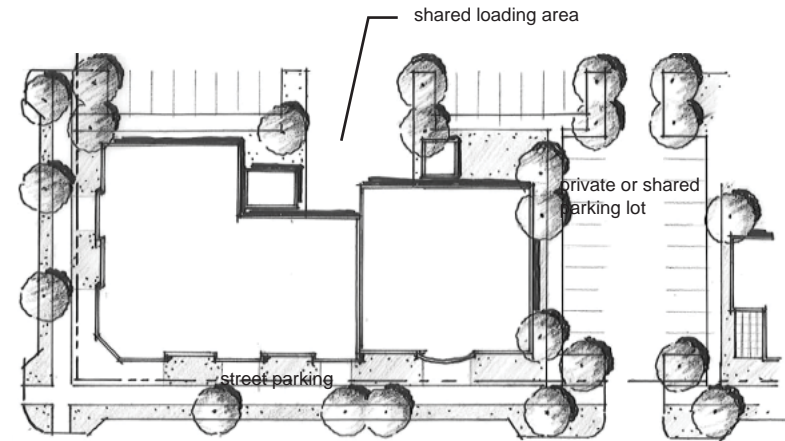 shared loading area
private or shared
parking lot
street parking